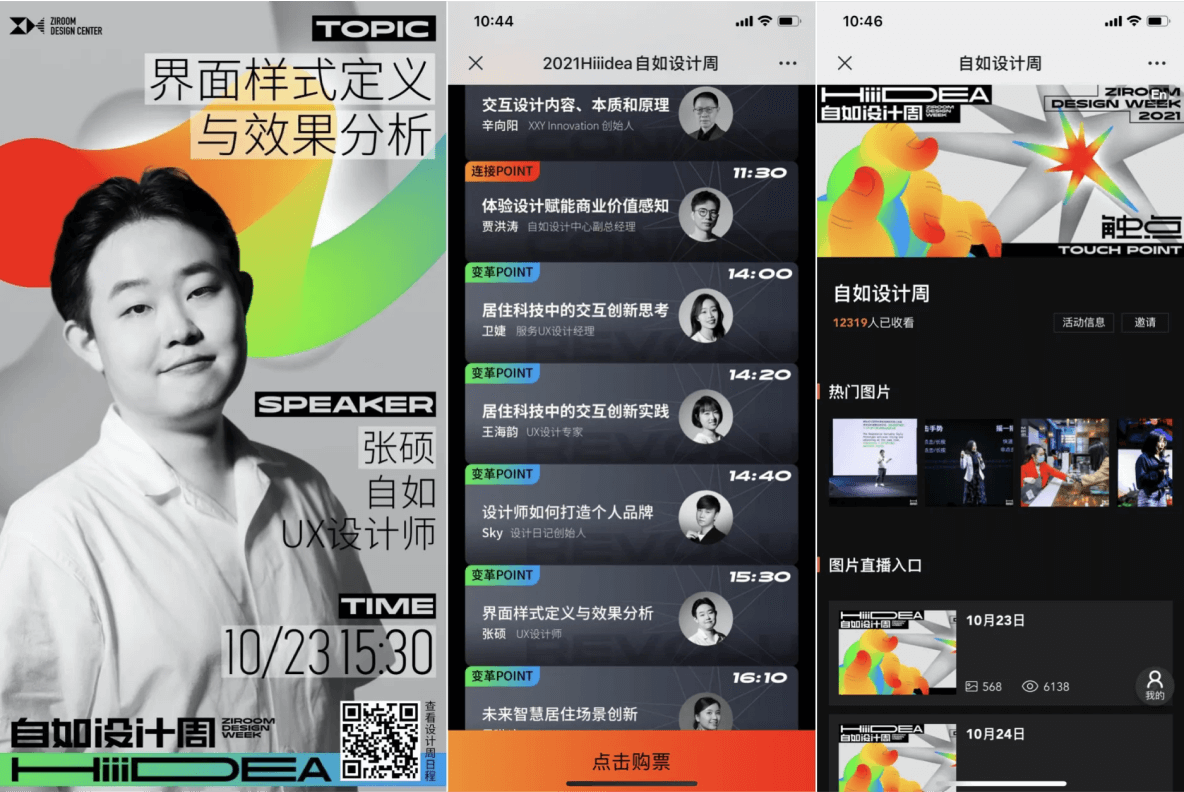 ZIROOM
DESIGN CENTER
TOPIC
界面样式定义
与效果分析
SPEAKER
张硕
自如
UX设计师
TIME
10/23 15:30
自如设计周
ZIROOM
DESIGN
WEEK
HiiiDEA
查看设计周日程
10:44
2021Hiiidea自如设计周
交互设计内容、本质和原理
辛向阳 XXY Innovation 创始人
连接POINT
11:30
体验设计赋能商业价值感知
贾洪涛 自如设计中心副总经理
变革POINT
14:00
居住科技中的交互创新思考
卫婕 服务UX设计经理
变革POINT
14:20
居住科技中的交互创新实践
王海韵 UX设计专家
变革POINT
14:40
设计师如何打造个人品牌
Sky 设计日记创始人
变革POINT
15:30
界面样式定义与效果分析
张硕 UX设计师
变革POINT
16:10
未来智慧居住场景创新
点击购票
10:46
自如设计周
HiiiDEA
自如设计周
ZIROOM
DESIGN
WEEK
En
ZIROOM
DESIGN WEEK
2021
触点
TOUCH POINT
自如设计周
12319人已收看
活动信息
邀请
热门图片
图片直播入口
HiiiDEA
自如设计周
10月23日
568
6138
我的
HiiiDEA
自如设计周
10月24日